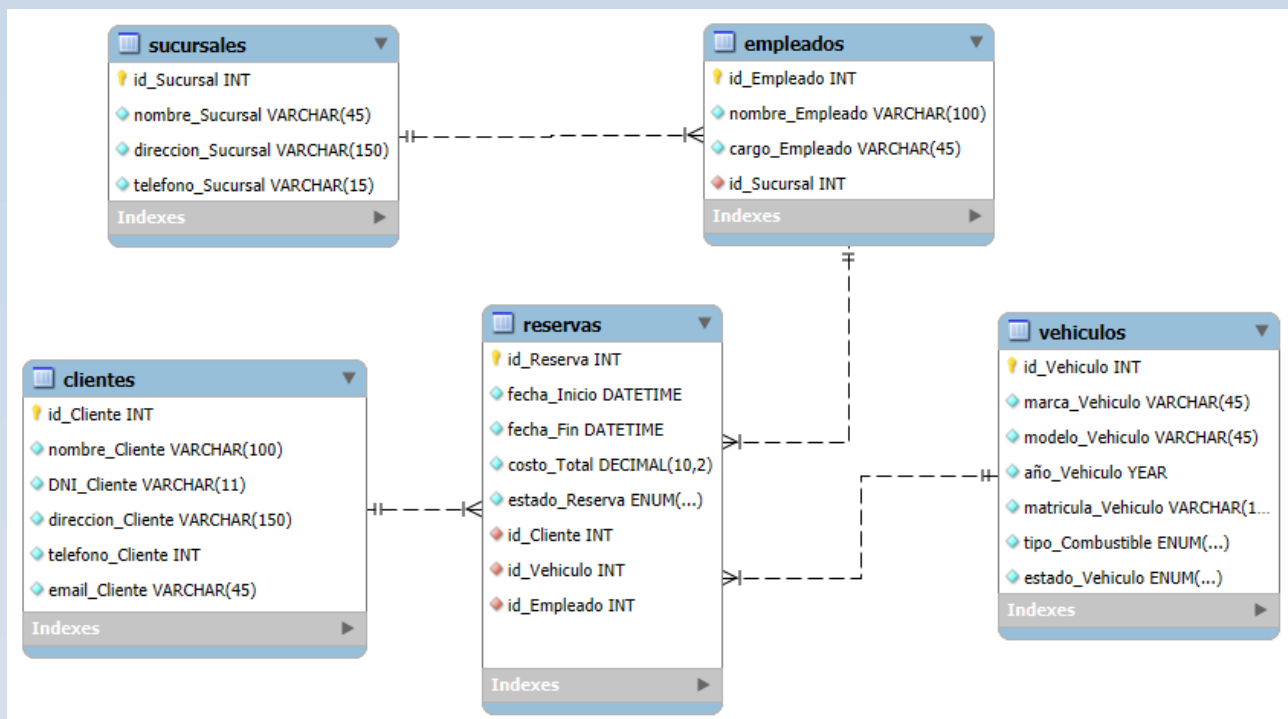 sucursales
id_Sucursal INT
nombre_Sucursal VARCHAR(45)
direccion_Sucursal VARCHAR(150)
telefono_Sucursal VARCHAR(15)
Indexes
empleados
id_Empleado INT
nombre_Empleado VARCHAR(100)
cargo_Empleado VARCHAR(45)
id_Sucursal INT
Indexes
clientes
id_Cliente INT
nombre_Cliente VARCHAR(100)
DNI_Cliente VARCHAR(11)
direccion_Cliente VARCHAR(150)
telefono_Cliente INT
email_Cliente VARCHAR(45)
Indexes
reservas
id_Reserva INT
fecha_Inicio DATETIME
fecha_Fin DATETIME
costo_Total DECIMAL(10,2)
estado_Reserva ENUM(...)
id_Cliente INT
id_Vehiculo INT
id_Empleado INT
Indexes
vehiculos
id_Vehiculo INT
marca_Vehiculo VARCHAR(45)
modelo_Vehiculo VARCHAR(45)
año_Vehiculo YEAR
matricula_Vehiculo VARCHAR(1...
tipo_Combustible ENUM(...)
estado_Vehiculo ENUM(...)
Indexes